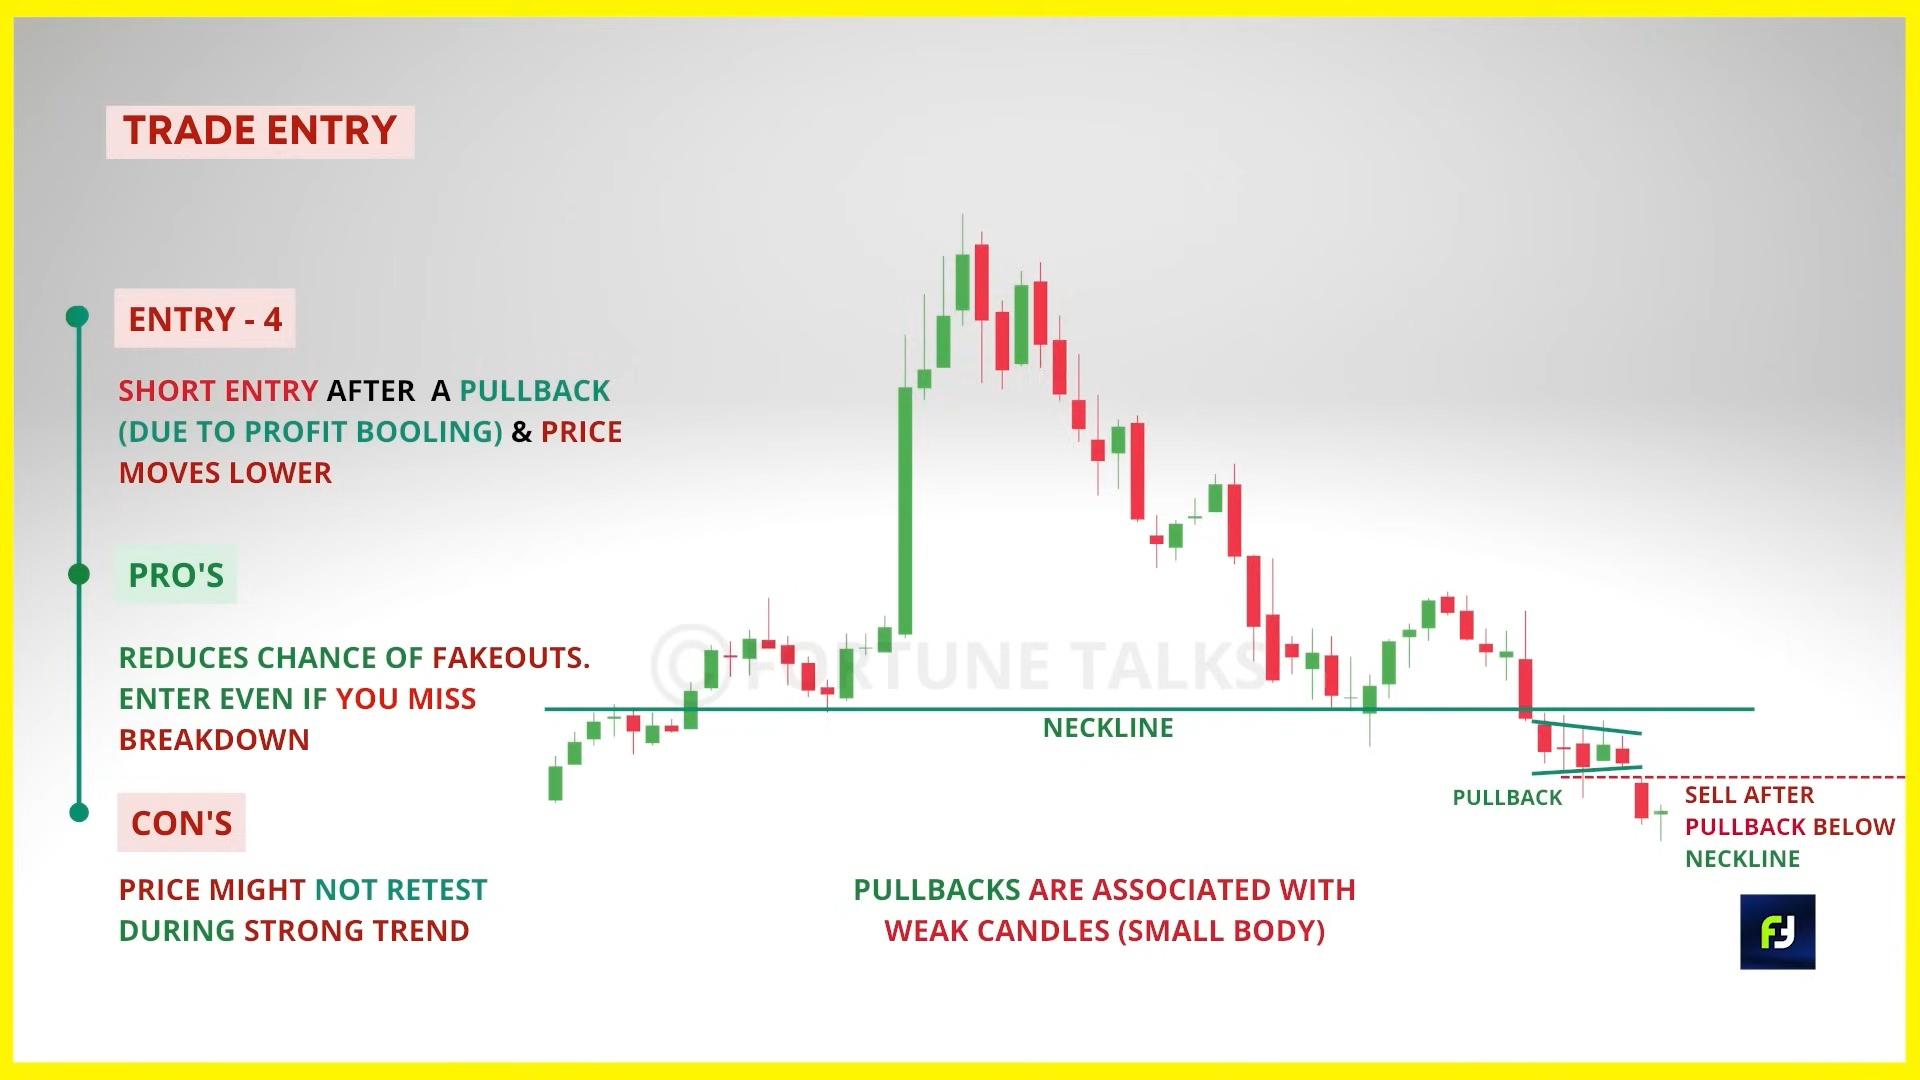 TRADE ENTRY
ENTRY - 4
SHORT ENTRY AFTER A PULLBACK
(DUE TO PROFIT BOOLING) & PRICE
MOVES LOWER
PRO'S
REDUCES CHANCE OF FAKEOUTS.
ENTER EVEN IF YOU MISS
BREAKDOWN
CON'S
PRICE MIGHT NOT RETEST
DURING STRONG TREND
© FORTUNE TALKS
NECKLINE
PULLBACK
SELL AFTER
PULLBACK BELOW
NECKLINE
PULLBACKS ARE ASSOCIATED WITH
WEAK CANDLES (SMALL BODY)